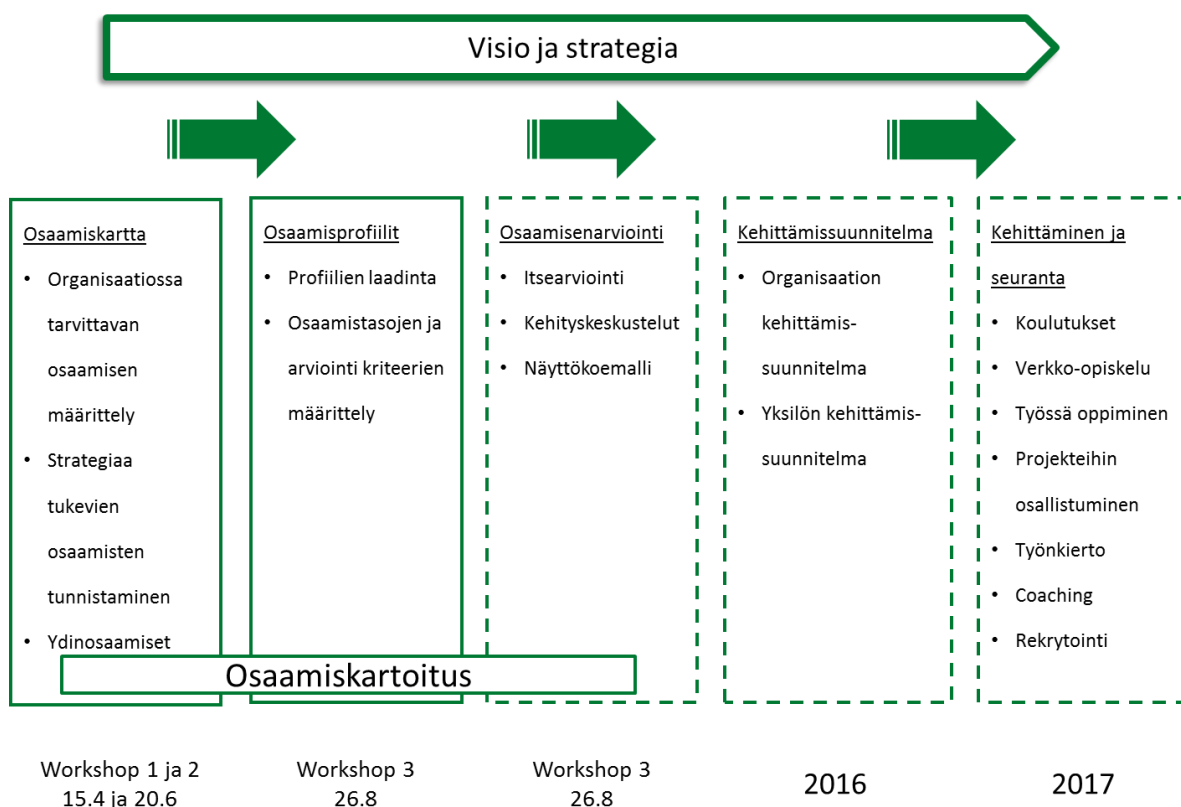 Visio ja strategia
Osaamiskartta
• Organisaatiossa
tarvittavan
osaamisen
määrittely
• Strategiaa
tukevien
osaamisten
tunnistaminen
• Ydinosaamiset
Osaamisprofiilit
• Profiilien laadinta
• Osaamistasojen ja
arviointi kriteerien
määrittely
Osaamisenarviointi
• Itsearviointi
• Kehityskeskustelut
• Näyttökoemalli
Kehittämissuunnitelma
• Organisaation
kehittämis-
suunnitelma
• Yksilön kehittämis-
suunnitelma
Kehittäminen ja
seuranta
• Koulutukset
• Verkko-opiskelu
• Työssä oppiminen
• Projekteihin
osallistuminen
• Työnkierto
• Coaching
• Rekrytointi
Osaamiskartoitus
Workshop 1 ja 2
15.4 ja 20.6
Workshop 3
26.8
Workshop 3
26.8
2016
2017